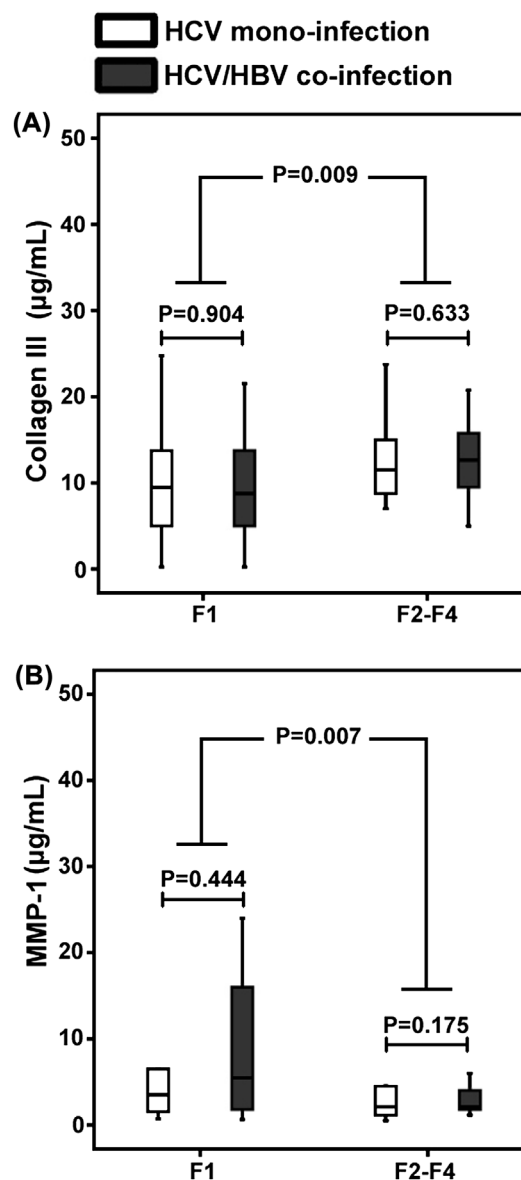 HCV mono-infection
HCV/HBV co-infection
(A)
50
40
30
20
10
0
Collagen III (µg/mL)
P=0.009
P=0.904
P=0.633
F1
F2-F4
(B)
50
40
30
20
10
0
MMP-1 (µg/mL)
P=0.007
P=0.444
P=0.175
F1
F2-F4